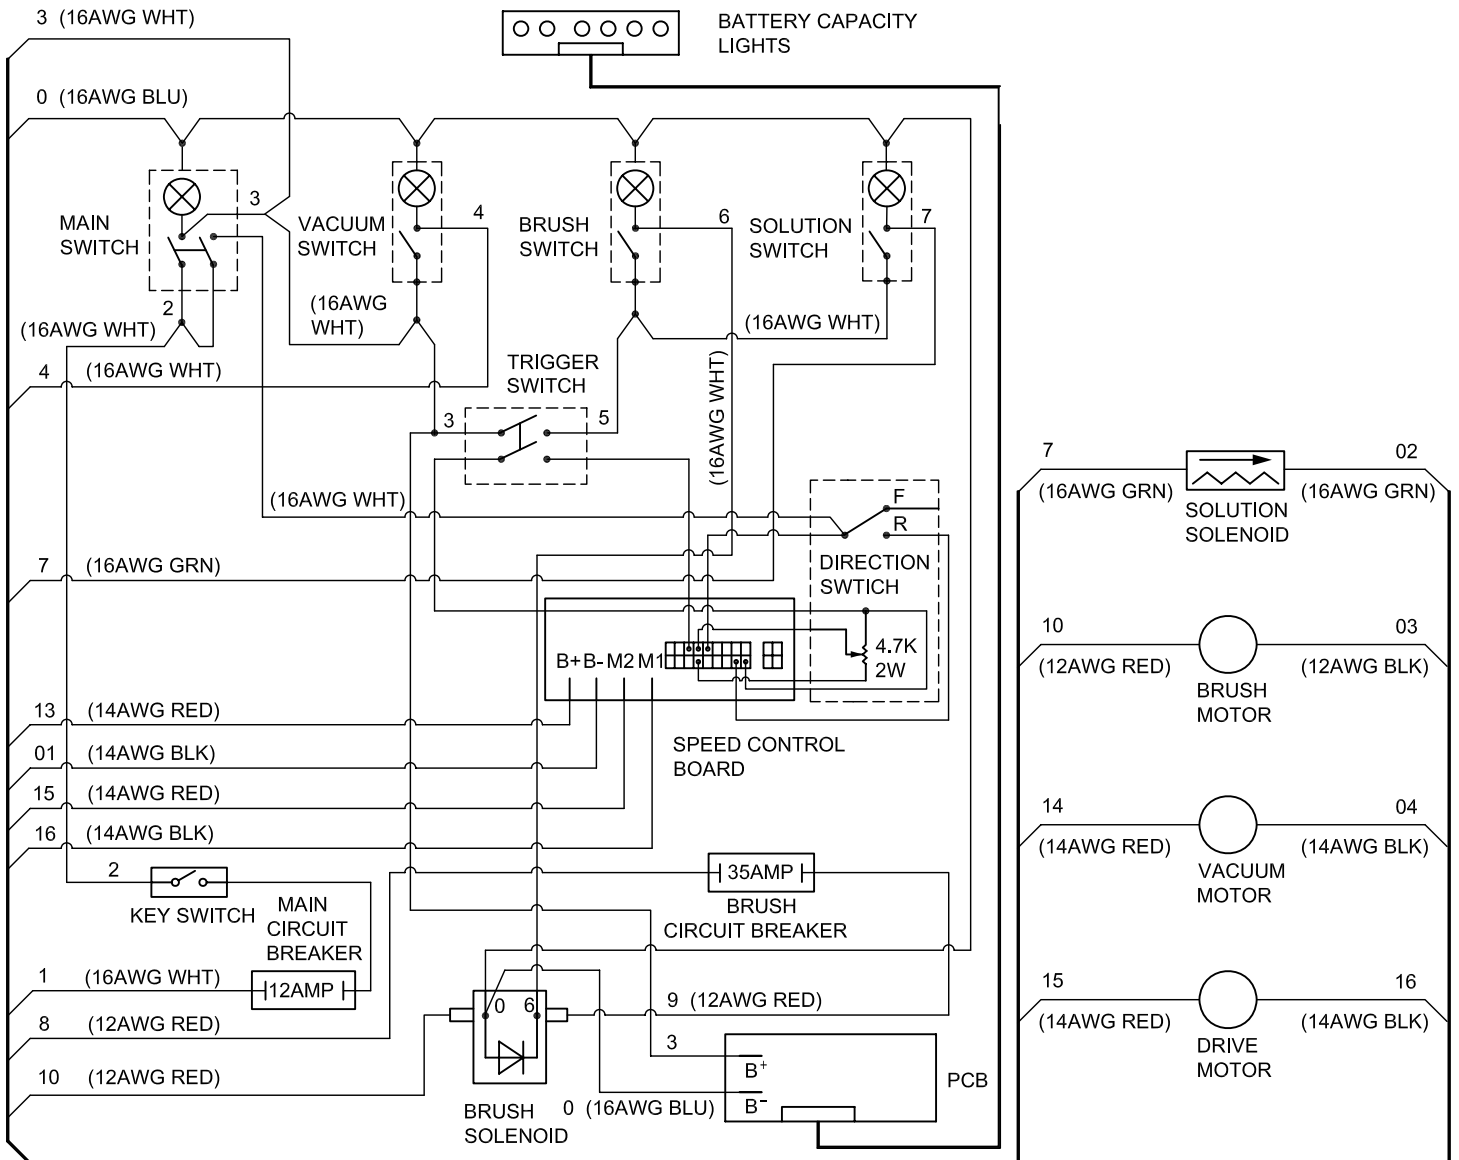 3 (16AWG WHT)
BATTERY CAPACITY
LIGHTS
0 (16AWG BLU)
MAIN
SWITCH
3
VACUUM
SWITCH
4
BRUSH
SWITCH
6
SOLUTION
SWITCH
7
2
(16AWG WHT)
(16AWG
WHT)
(16AWG WHT)
4 (16AWG WHT)
TRIGGER
SWITCH
(16AWG WHT)
3
5
(16AWG WHT)
F
R
DIRECTION
SWTICH
7 (16AWG GRN)
4.7K
2W
B+ B- M2 M1
13 (14AWG RED)
SPEED CONTROL
BOARD
01 (14AWG BLK)
15 (14AWG RED)
16 (14AWG BLK)
2
KEY SWITCH
MAIN
CIRCUIT
BREAKER
35AMP
BRUSH
CIRCUIT BREAKER
1 (16AWG WHT)
12AMP
0 6
9 (12AWG RED)
8 (12AWG RED)
3
B+
B-
PCB
10 (12AWG RED)
BRUSH
SOLENOID
0 (16AWG BLU)
7
02
(16AWG GRN)
(16AWG GRN)
SOLUTION
SOLENOID
10
03
(12AWG RED)
(12AWG BLK)
BRUSH
MOTOR
14
04
(14AWG RED)
(14AWG BLK)
VACUUM
MOTOR
15
16
(14AWG RED)
(14AWG BLK)
DRIVE
MOTOR